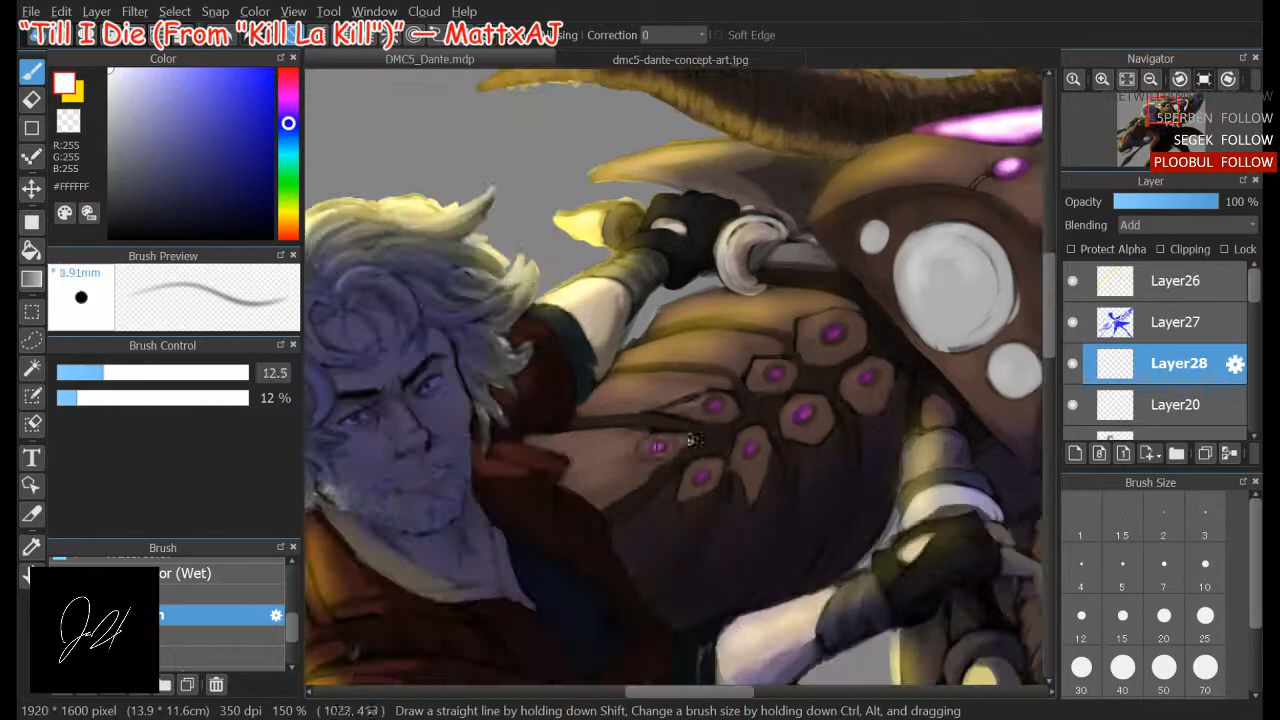 File Edit Layer Filter Select Snap Color View Tool Window Cloud Help
"Till I Die (From "Kill La Kill")" — MattxAJ
Correction 0 Soft Edge
Color
DMC5_Dante.mdp
dmc5-dante-concept-art.jpg
Navigator
5PERBEN FOLLOW
SEGEK FOLLOW
PLOOBUL FOLLOW
R:255
G:255
B:255
#FFFFFF
Layer
Opacity 100 %
Blending Add
Protect Alpha Clipping Lock
Brush Preview
Layer26
Layer27
Layer28
Layer20
Brush Control
12.5
12 %
Brush Size
1 1.5 2 3
4 5 7 10
12 15 20 25
30 40 50 70
Brush
or (Wet)
1920 * 1600 pixel (13.9 * 11.6cm) 350 dpi 150 % Draw a straight line by holding down Shift, Change a brush size by holding down Ctrl, Alt, and dragging